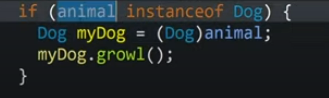 if (animal instanceof Dog) {
  Dog myDog = (Dog)animal;
  myDog.growl();
}